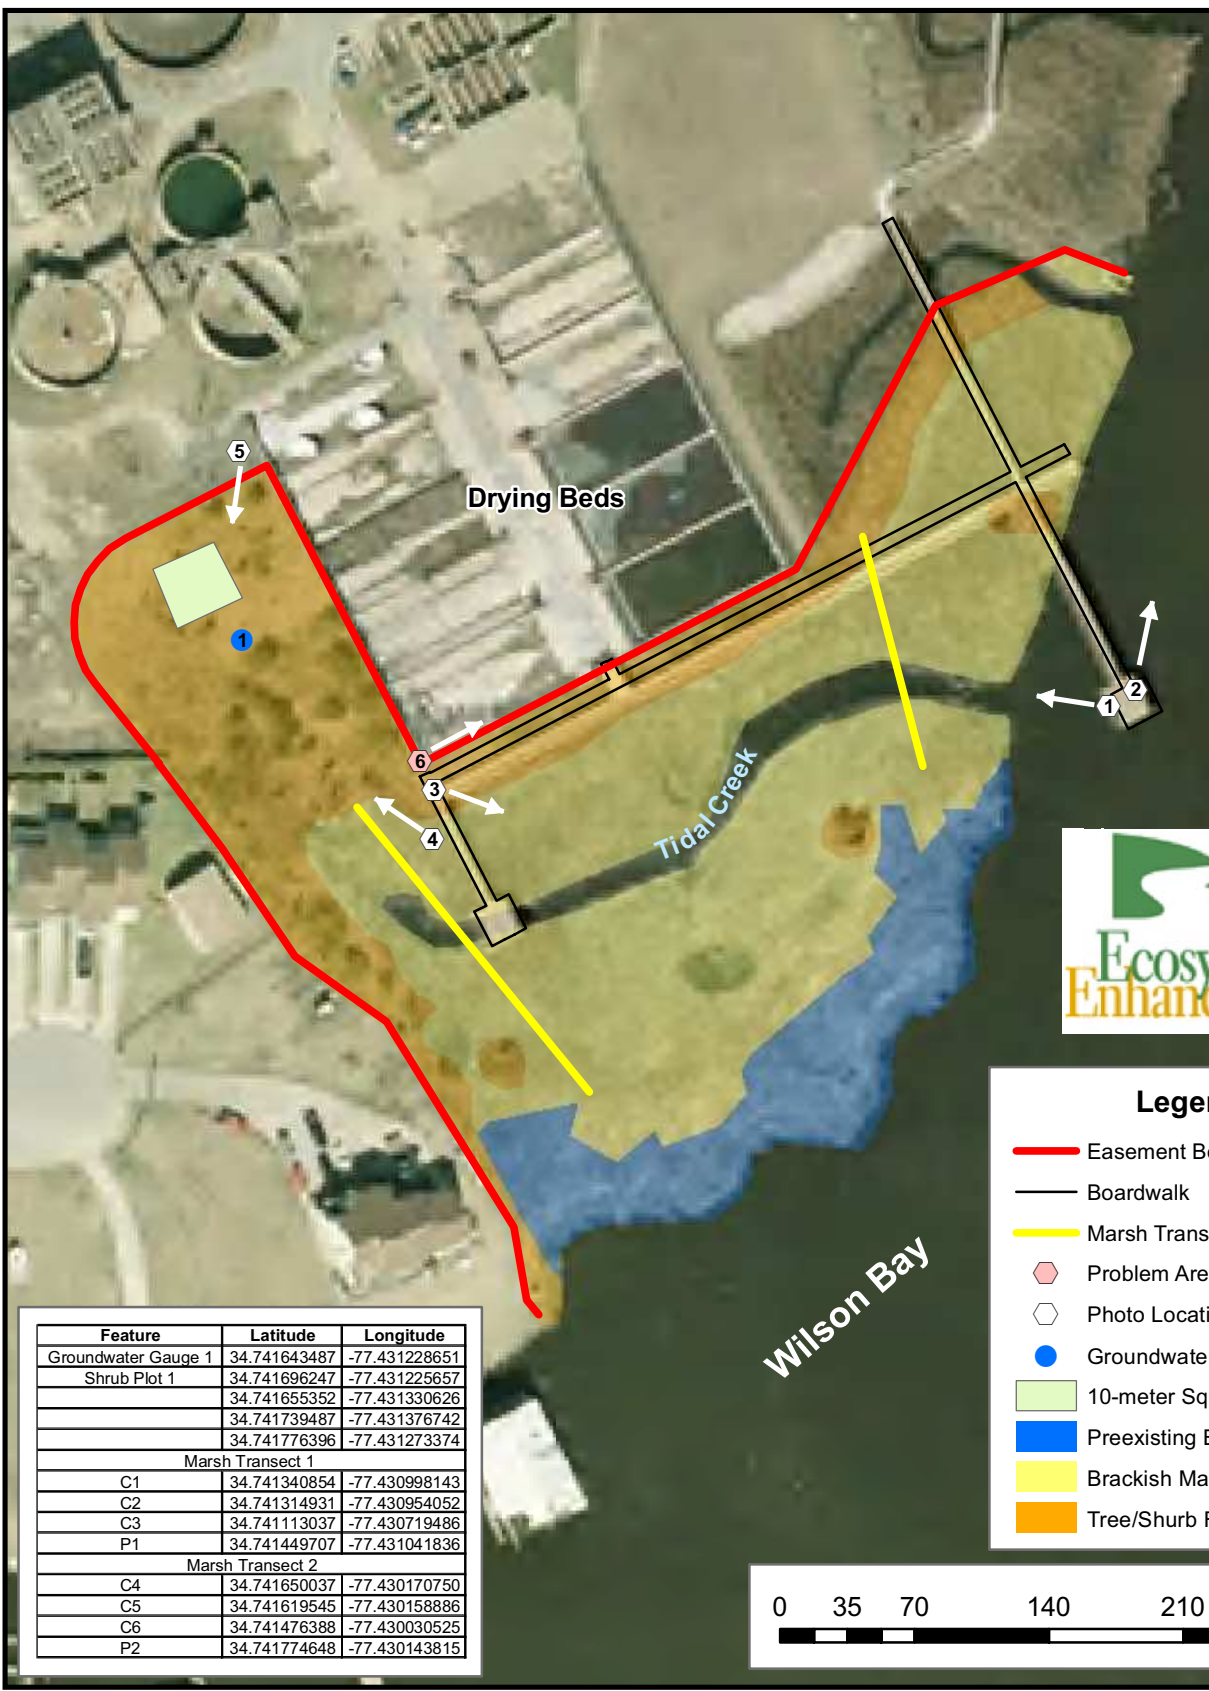 5
Drying Beds
1
2
1
6
3
4
Tidal Creek
Ecosy
Enhanc
Wilson Bay
Legen
Easement Bo
Boardwalk
Marsh Trans
Problem Are
Photo Locati
Groundwate
10-meter Sq
Preexisting B
Brackish Ma
Tree/Shurb P
Feature Latitude Longitude
Groundwater Gauge 1 34.741643487 -77.431228651
Shrub Plot 1 34.741696247 -77.431225657
34.741655352 -77.431330626
34.741739487 -77.431376742
34.741776396 -77.431273374
Marsh Transect 1
C1 34.741340854 -77.430998143
C2 34.741314931 -77.430954052
C3 34.741113037 -77.430719486
P1 34.741449707 -77.431041836
Marsh Transect 2
C4 34.741650037 -77.430170750
C5 34.741619545 -77.430158886
C6 34.741476388 -77.430030525
P2 34.741774648 -77.430143815
0 35 70 140 210